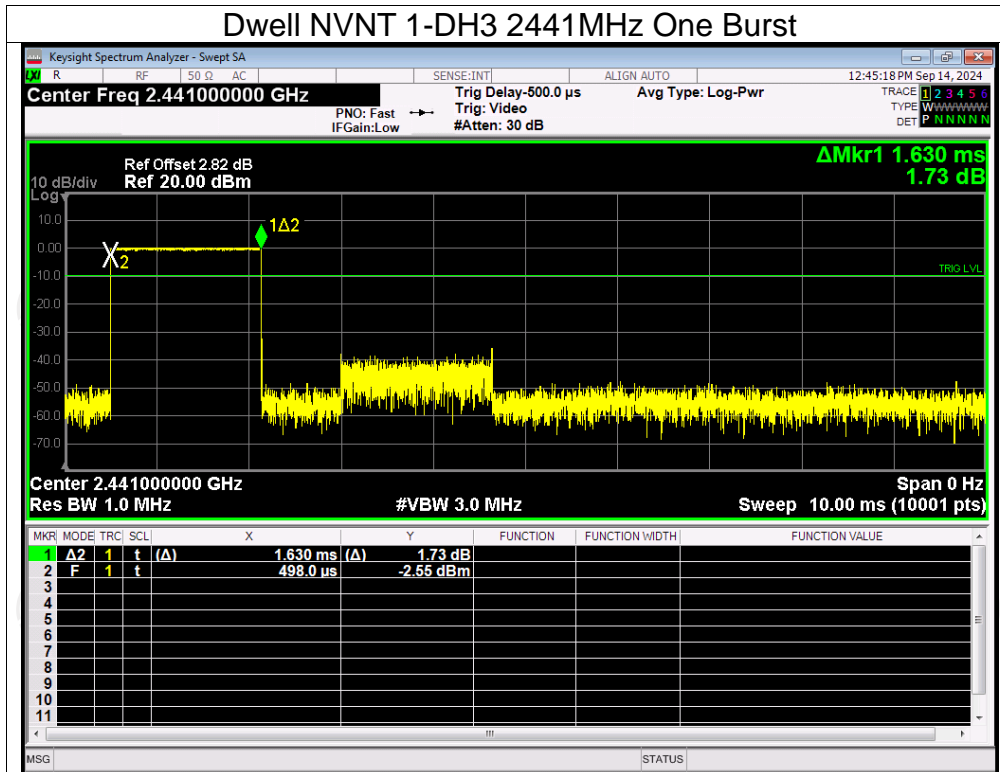 Dwell NVNT 1-DH3 2441MHz One Burst
Keysight Spectrum Analyzer - Swept SA
LXI R RF 50 Ω AC SENSE:INT ALIGN AUTO 12:45:18 PM Sep 14, 2024
Center Freq 2.441000000 GHz Trig Delay-500.0 µs Avg Type: Log-Pwr TRACE 1 2 3 4 5 6
PNO: Fast Trig: Video TYPE WWWWWW
IFGain:Low #Atten: 30 dB DET P N N N N N
ΔMkr1 1.630 ms
1.73 dB
Ref Offset 2.82 dB
10 dB/div Ref 20.00 dBm
Log
10.0
1Δ2
0.00
2
-10.0
TRIG LVL
-20.0
-30.0
-40.0
-50.0
-60.0
-70.0
Center 2.441000000 GHz Span 0 Hz
Res BW 1.0 MHz #VBW 3.0 MHz Sweep 10.00 ms (10001 pts)
MKR MODE TRC SCL X Y FUNCTION FUNCTION WIDTH FUNCTION VALUE
1 Δ2 1 t (Δ) 1.630 ms (Δ) 1.73 dB
2 F 1 t 498.0 µs -2.55 dBm
3
4
5
6
7
8
9
10
11
MSG STATUS